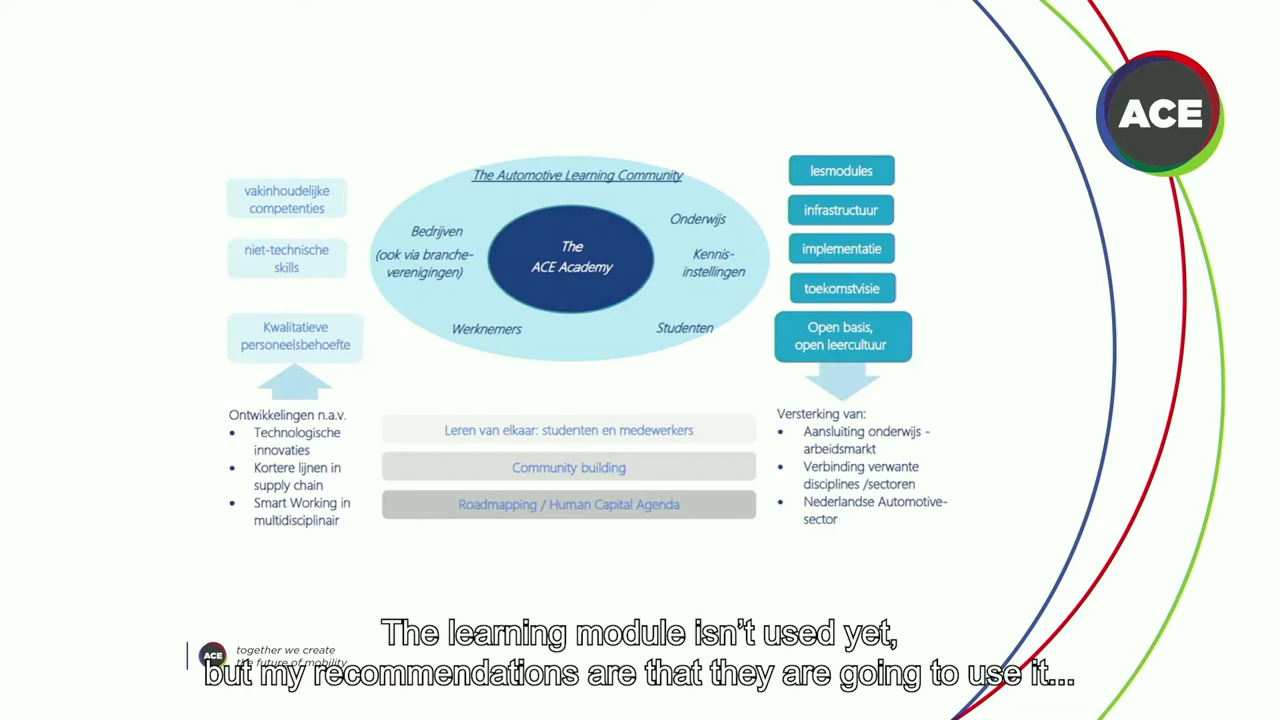 ACE
vakinhoudelijke
competenties
niet-technische
skills
Kwalitatieve
personeelsbehoefte
Ontwikkelingen n.a.v.
• Technologische
innovaties
• Kortere lijnen in
supply chain
• Smart Working in
multidisciplinair
The Automotive Learning Community
Bedrijven
(ook via branche-
verenigingen)
The
ACE Academy
Onderwijs
Kennis-
instellingen
Werknemers
Studenten
Leren van elkaar: studenten en medewerkers
Community building
Roadmapping / Human Capital Agenda
lesmodules
infrastructuur
implementatie
toekomstvisie
Open basis,
open leercultuur
Versterking van:
• Aansluiting onderwijs -
arbeidsmarkt
• Verbinding verwante
disciplines /sectoren
• Nederlandse Automotive-
sector
ACE
together we create
the future of mobility
The learning module isn't used yet,
but my recommendations are that they are going to use it...